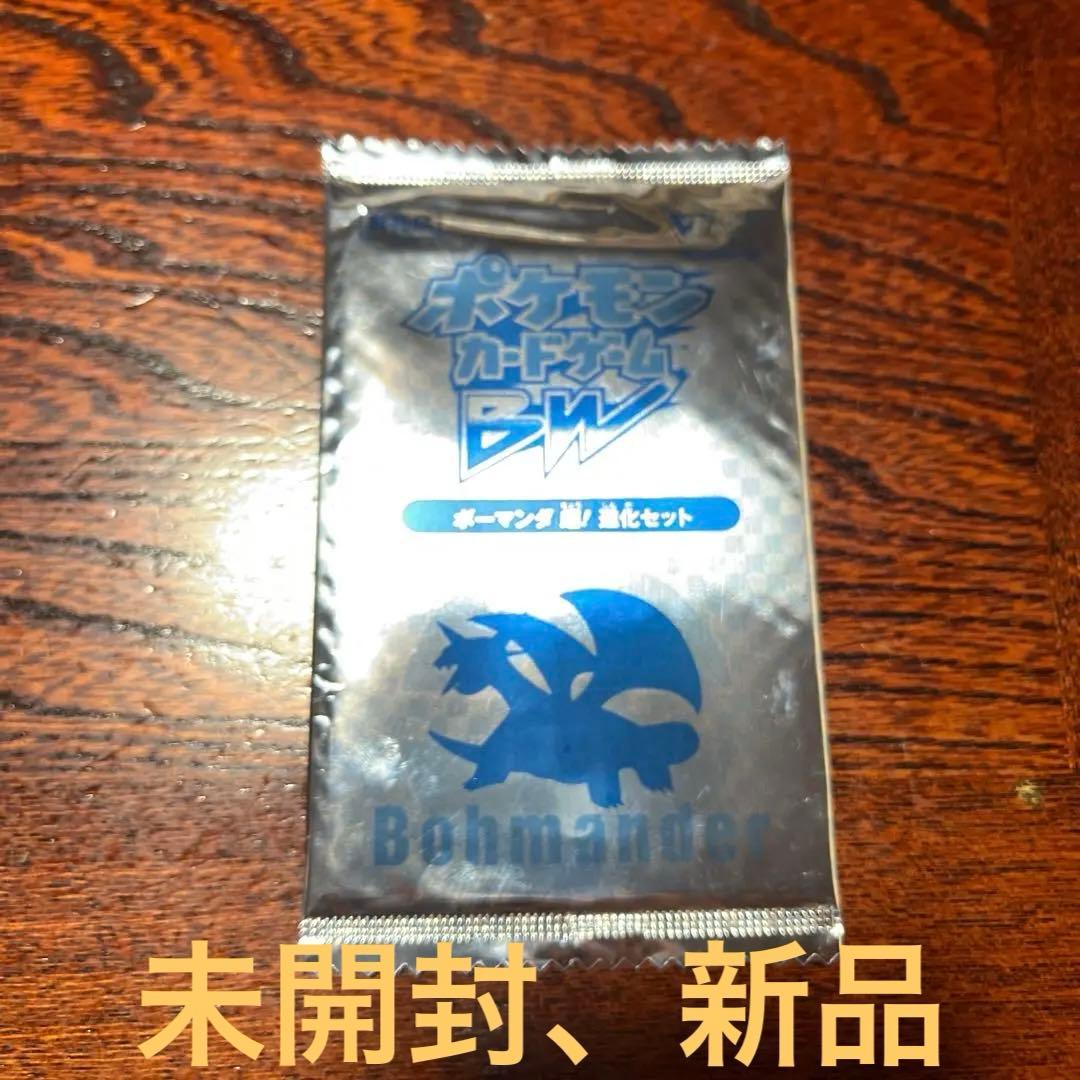 ポケモン
カードゲーム
BW
ボーマンダ 超! 進化セット
Bohmander
未開封、新品